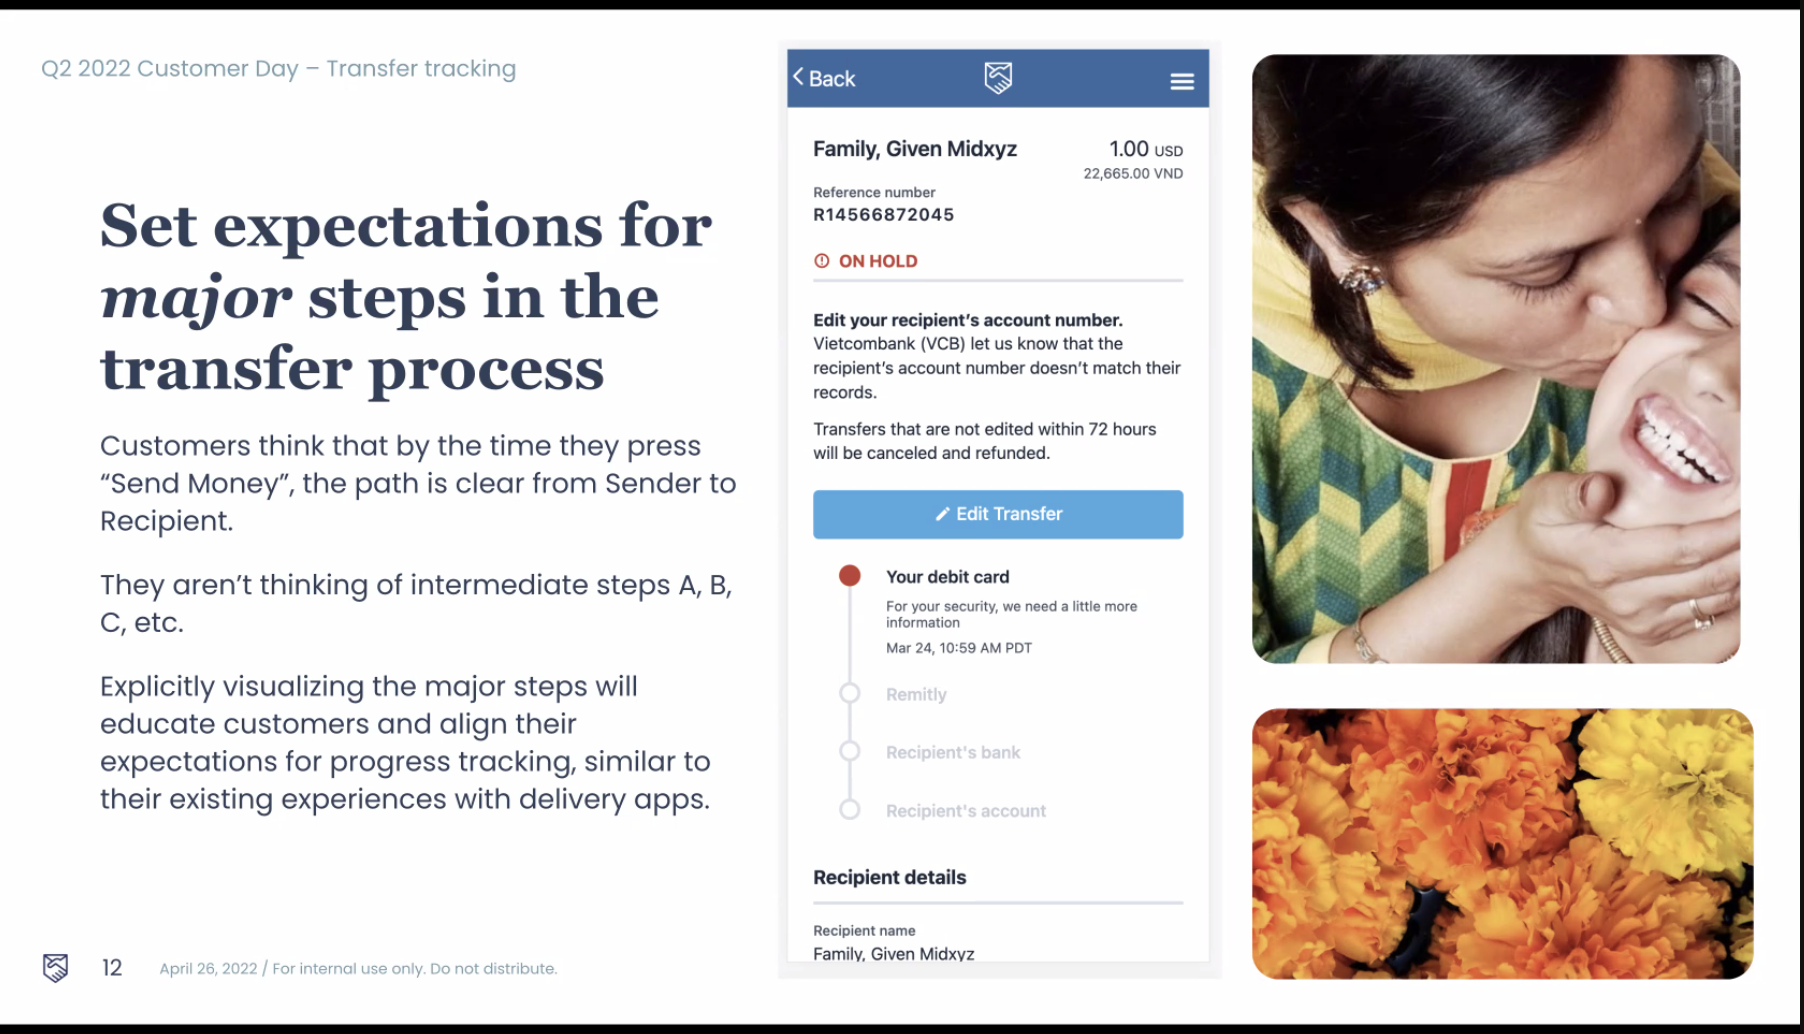 Q2 2022 Customer Day – Transfer tracking
Set expectations for
major steps in the
transfer process
Customers think that by the time they press
“Send Money”, the path is clear from Sender to
Recipient.
They aren’t thinking of intermediate steps A, B,
C, etc.
Explicitly visualizing the major steps will
educate customers and align their
expectations for progress tracking, similar to
their existing experiences with delivery apps.
12
April 26, 2022 / For internal use only. Do not distribute.
Back
Family, Given Midxyz
1.00 USD
22,665.00 VND
Reference number
R14566872045
ON HOLD
Edit your recipient’s account number.
Vietcombank (VCB) let us know that the
recipient’s account number doesn’t match their
records.
Transfers that are not edited within 72 hours
will be canceled and refunded.
Edit Transfer
Your debit card
For your security, we need a little more
information
Mar 24, 10:59 AM PDT
Remitly
Recipient's bank
Recipient's account
Recipient details
Recipient name
Family, Given Midxyz